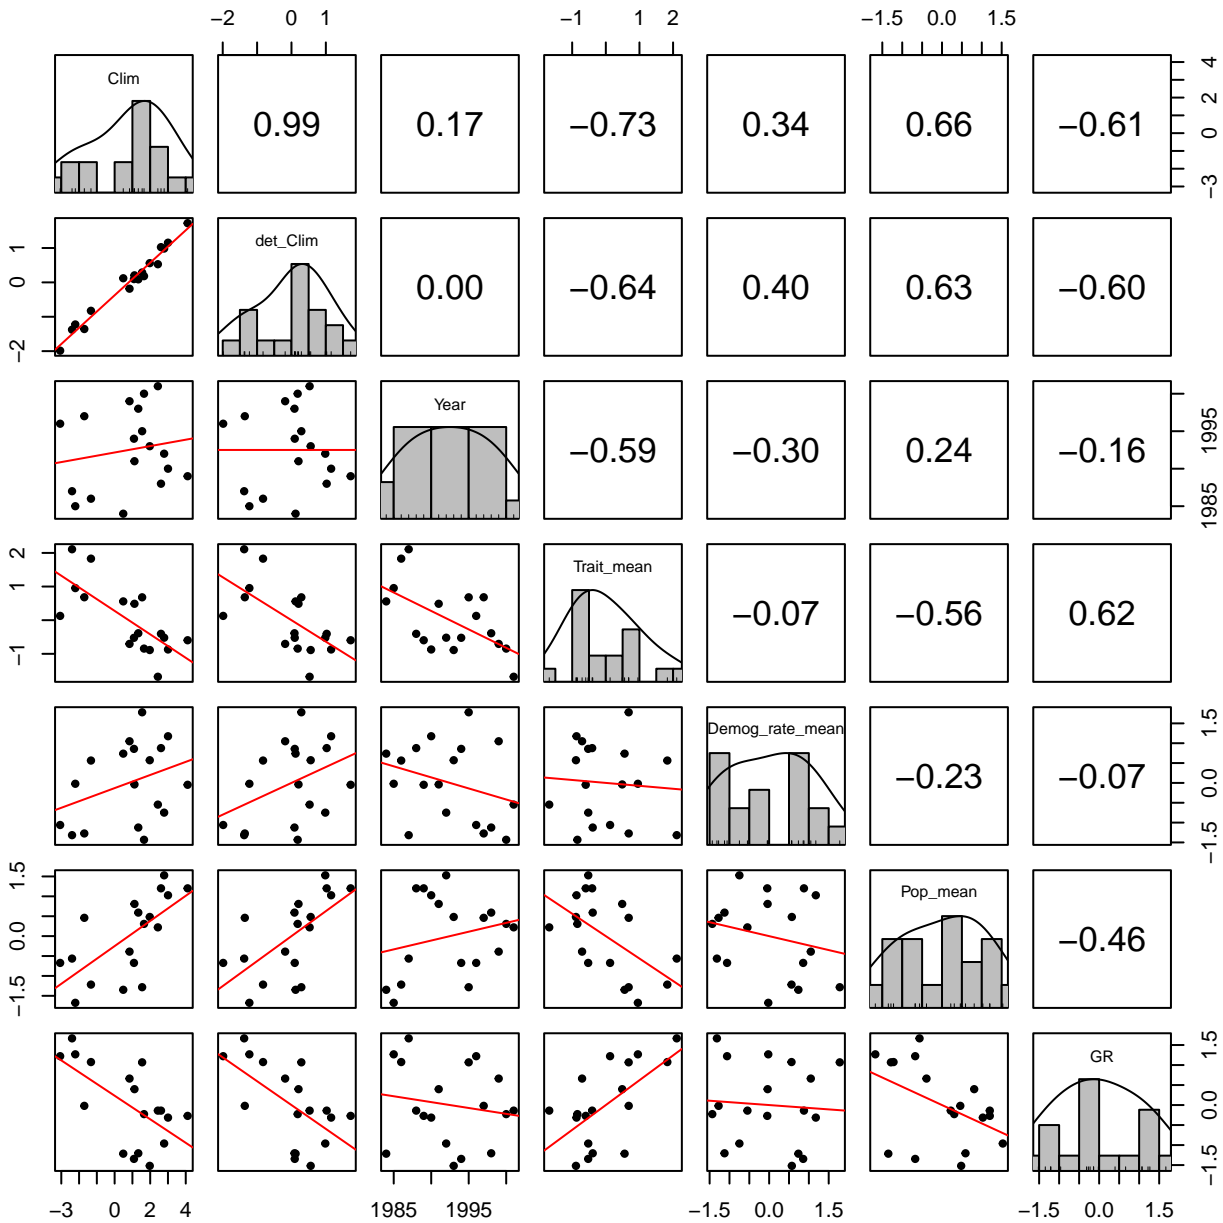 −2 0 1 −1 1 2 −1.5 0.0 1.5
Clim 0.99 0.17 −0.73 0.34 0.66 −0.61 −3 0 2 4
−2 0 1 det_Clim 0.00 −0.64 0.40 0.63 −0.60
Year −0.59 −0.30 0.24 −0.16 1985 1995
−1 1 2 Trait_mean −0.07 −0.56 0.62
Demog_rate_mean −0.23 −0.07 −1.5 0.0 1.5
−1.5 0.0 1.5 Pop_mean −0.46
GR −1.5 0.0 1.5
−3 0 2 4 1985 1995 −1.5 0.0 1.5 −1.5 0.0 1.5